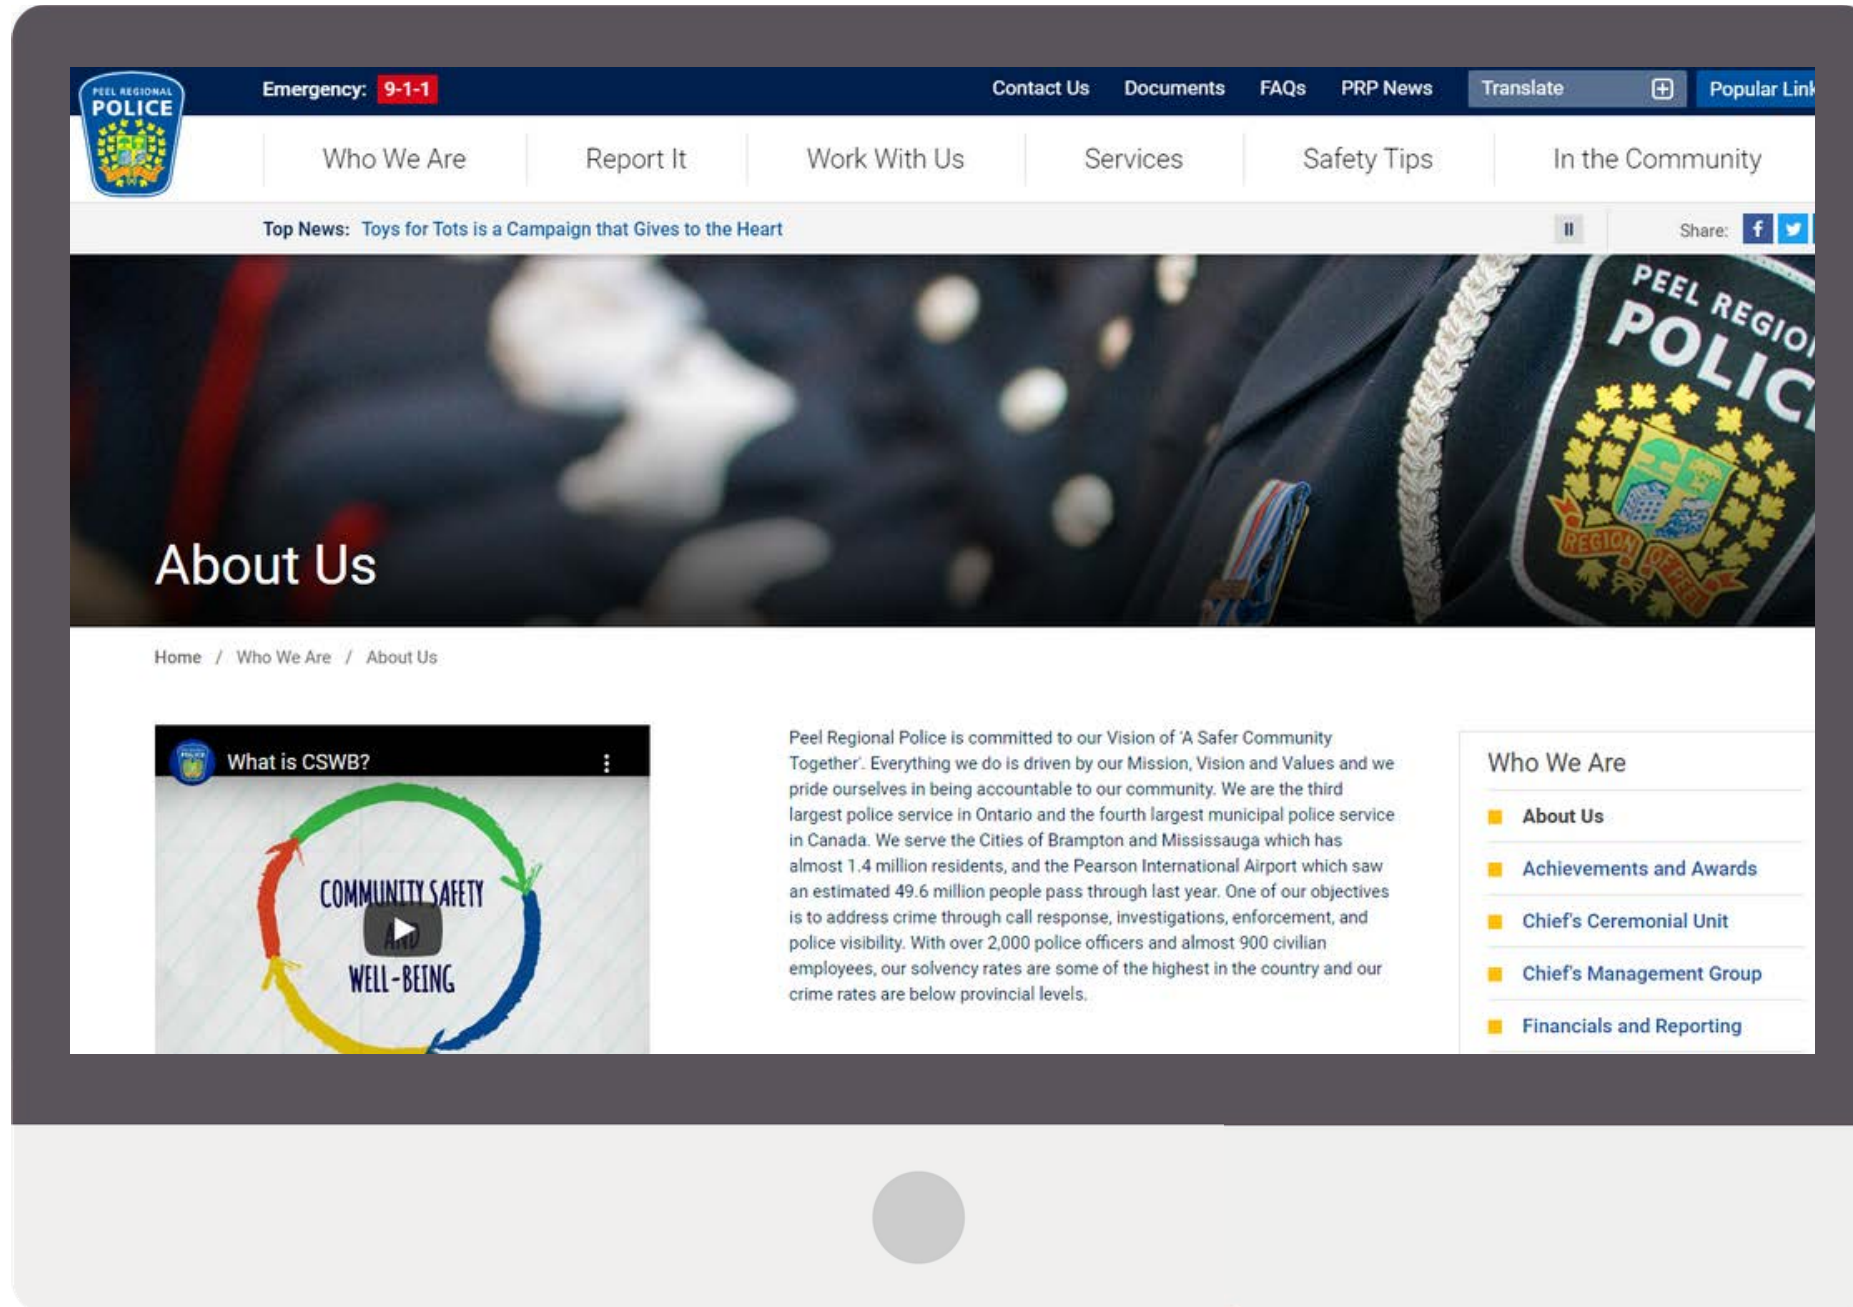 PEEL REGIONAL
POLICE
Emergency: 9-1-1
Contact Us Documents FAQs PRP News Translate Popular Link
Who We Are Report It Work With Us Services Safety Tips In the Community
Top News: Toys for Tots is a Campaign that Gives to the Heart
Share:
PEEL REGIO
POLIC
REGION OF PEEL
About Us
Home / Who We Are / About Us
What is CSWB?
COMMUNITY SAFETY
AND
WELL-BEING
Peel Regional Police is committed to our Vision of 'A Safer Community
Together'. Everything we do is driven by our Mission, Vision and Values and we
pride ourselves in being accountable to our community. We are the third
largest police service in Ontario and the fourth largest municipal police service
in Canada. We serve the Cities of Brampton and Mississauga which has
almost 1.4 million residents, and the Pearson International Airport which saw
an estimated 49.6 million people pass through last year. One of our objectives
is to address crime through call response, investigations, enforcement, and
police visibility. With over 2,000 police officers and almost 900 civilian
employees, our solvency rates are some of the highest in the country and our
crime rates are below provincial levels.
Who We Are
About Us
Achievements and Awards
Chief's Ceremonial Unit
Chief's Management Group
Financials and Reporting